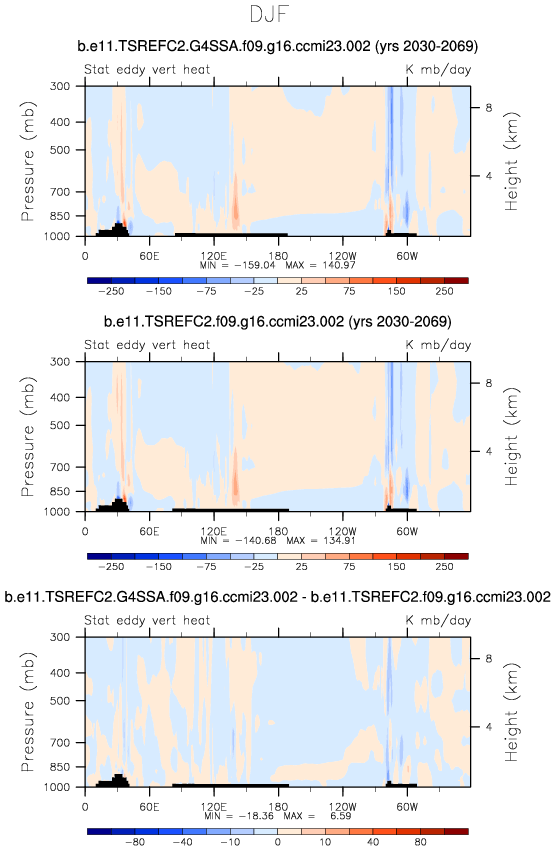 DJF
b.e11.TSREFC2.G4SSA.f09.g16.ccmi23.002 (yrs 2030-2069)
Stat eddy vert heat K mb/day
300 400 500 700 850 1000
Pressure (mb)
8 4
Height (km)
0 60E 120E 180 120W 60W
MIN = -159.04 MAX = 140.97
-250 -150 -75 -25 25 75 150 250
b.e11.TSREFC2.f09.g16.ccmi23.002 (yrs 2030-2069)
Stat eddy vert heat K mb/day
300 400 500 700 850 1000
Pressure (mb)
8 4
Height (km)
0 60E 120E 180 120W 60W
MIN = -140.68 MAX = 134.91
-250 -150 -75 -25 25 75 150 250
b.e11.TSREFC2.G4SSA.f09.g16.ccmi23.002 - b.e11.TSREFC2.f09.g16.ccmi23.002
Stat eddy vert heat K mb/day
300 400 500 700 850 1000
Pressure (mb)
8 4
Height (km)
0 60E 120E 180 120W 60W
MIN = -18.36 MAX = 6.59
-80 -40 -10 0 10 40 80